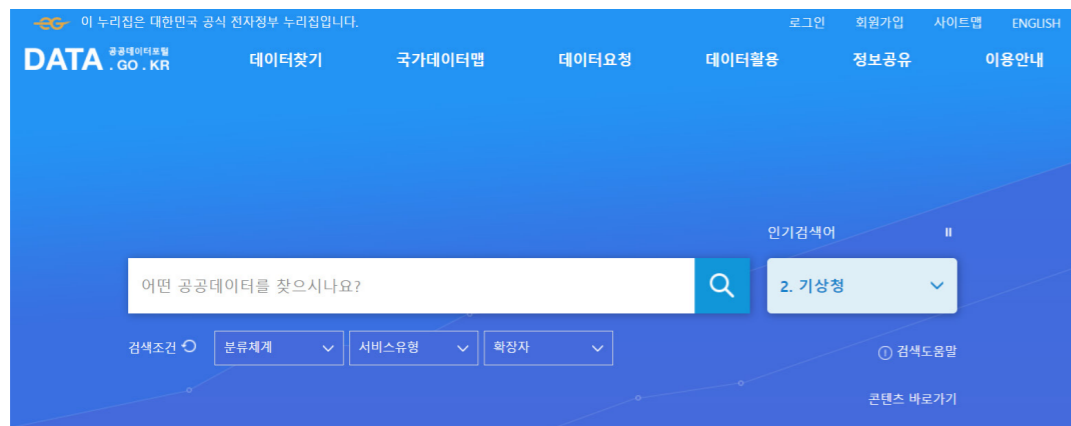 eG 이 누리집은 대한민국 공식 전자정부 누리집입니다.
로그인 회원가입 사이트맵 ENGLISH
DATA 공공데이터포털
. GO . KR
데이터찾기 국가데이터맵 데이터요청 데이터활용 정보공유 이용안내
인기검색어
어떤 공공데이터를 찾으시나요?
2. 기상청
검색조건 분류체계 서비스유형 확장자
검색도움말
콘텐츠 바로가기